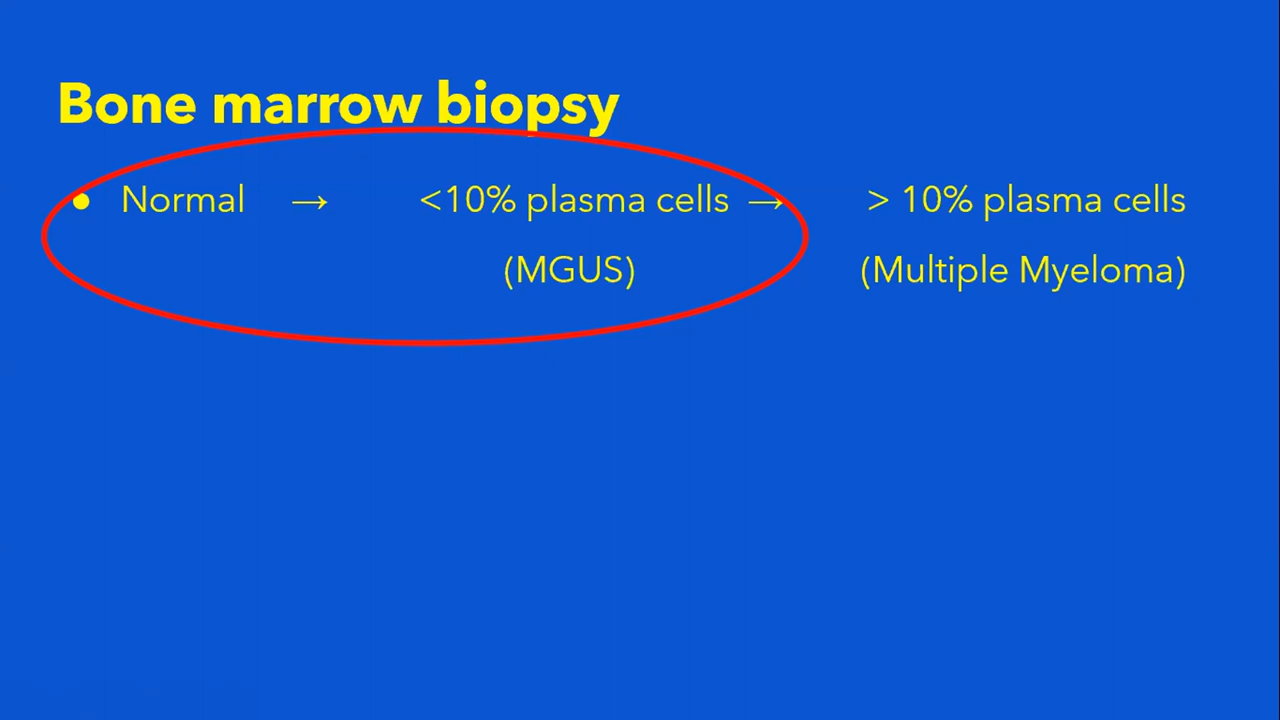 Bone marrow biopsy
● Normal → <10% plasma cells → > 10% plasma cells
(MGUS) (Multiple Myeloma)